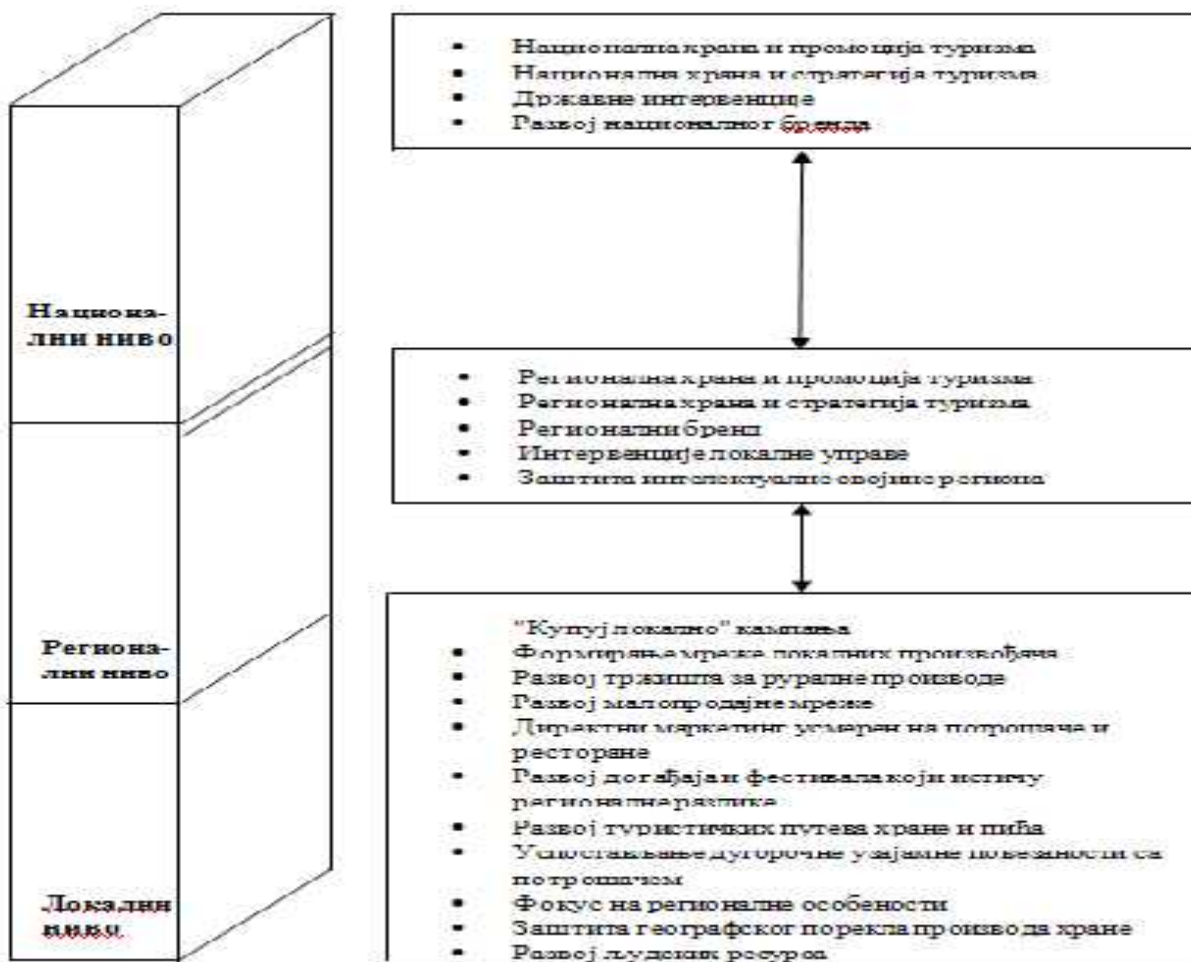 Национална храна и промоција туризма
Национална храна и стратегија туризма
Државне интервенције
Развој националног бренда
Национа-
лни ниво
Регионална храна и промоција туризма
Регионална храна и стратегија туризма
Регионални бренд
Интервенције локалне управе
Заштита интелектуалне својине региона
Региона-
лни ниво
"Купуј локално" кампања
Формирање мреже локалних произвођача
Развој тржишта за руралне производе
Развој малопродајне мреже
Директни маркетинг усмерен на потрошаче и
ресторане
Развој догађаја и фестивала који истичу
регионалне разлике
Развој туристичких путева хране и пића
Успостављање дугорочне узајамне повезаности са
потрошачем
Фокус на регионалне особености
Заштита географског порекла производа хране
Развој људских ресурса
Локални
ниво